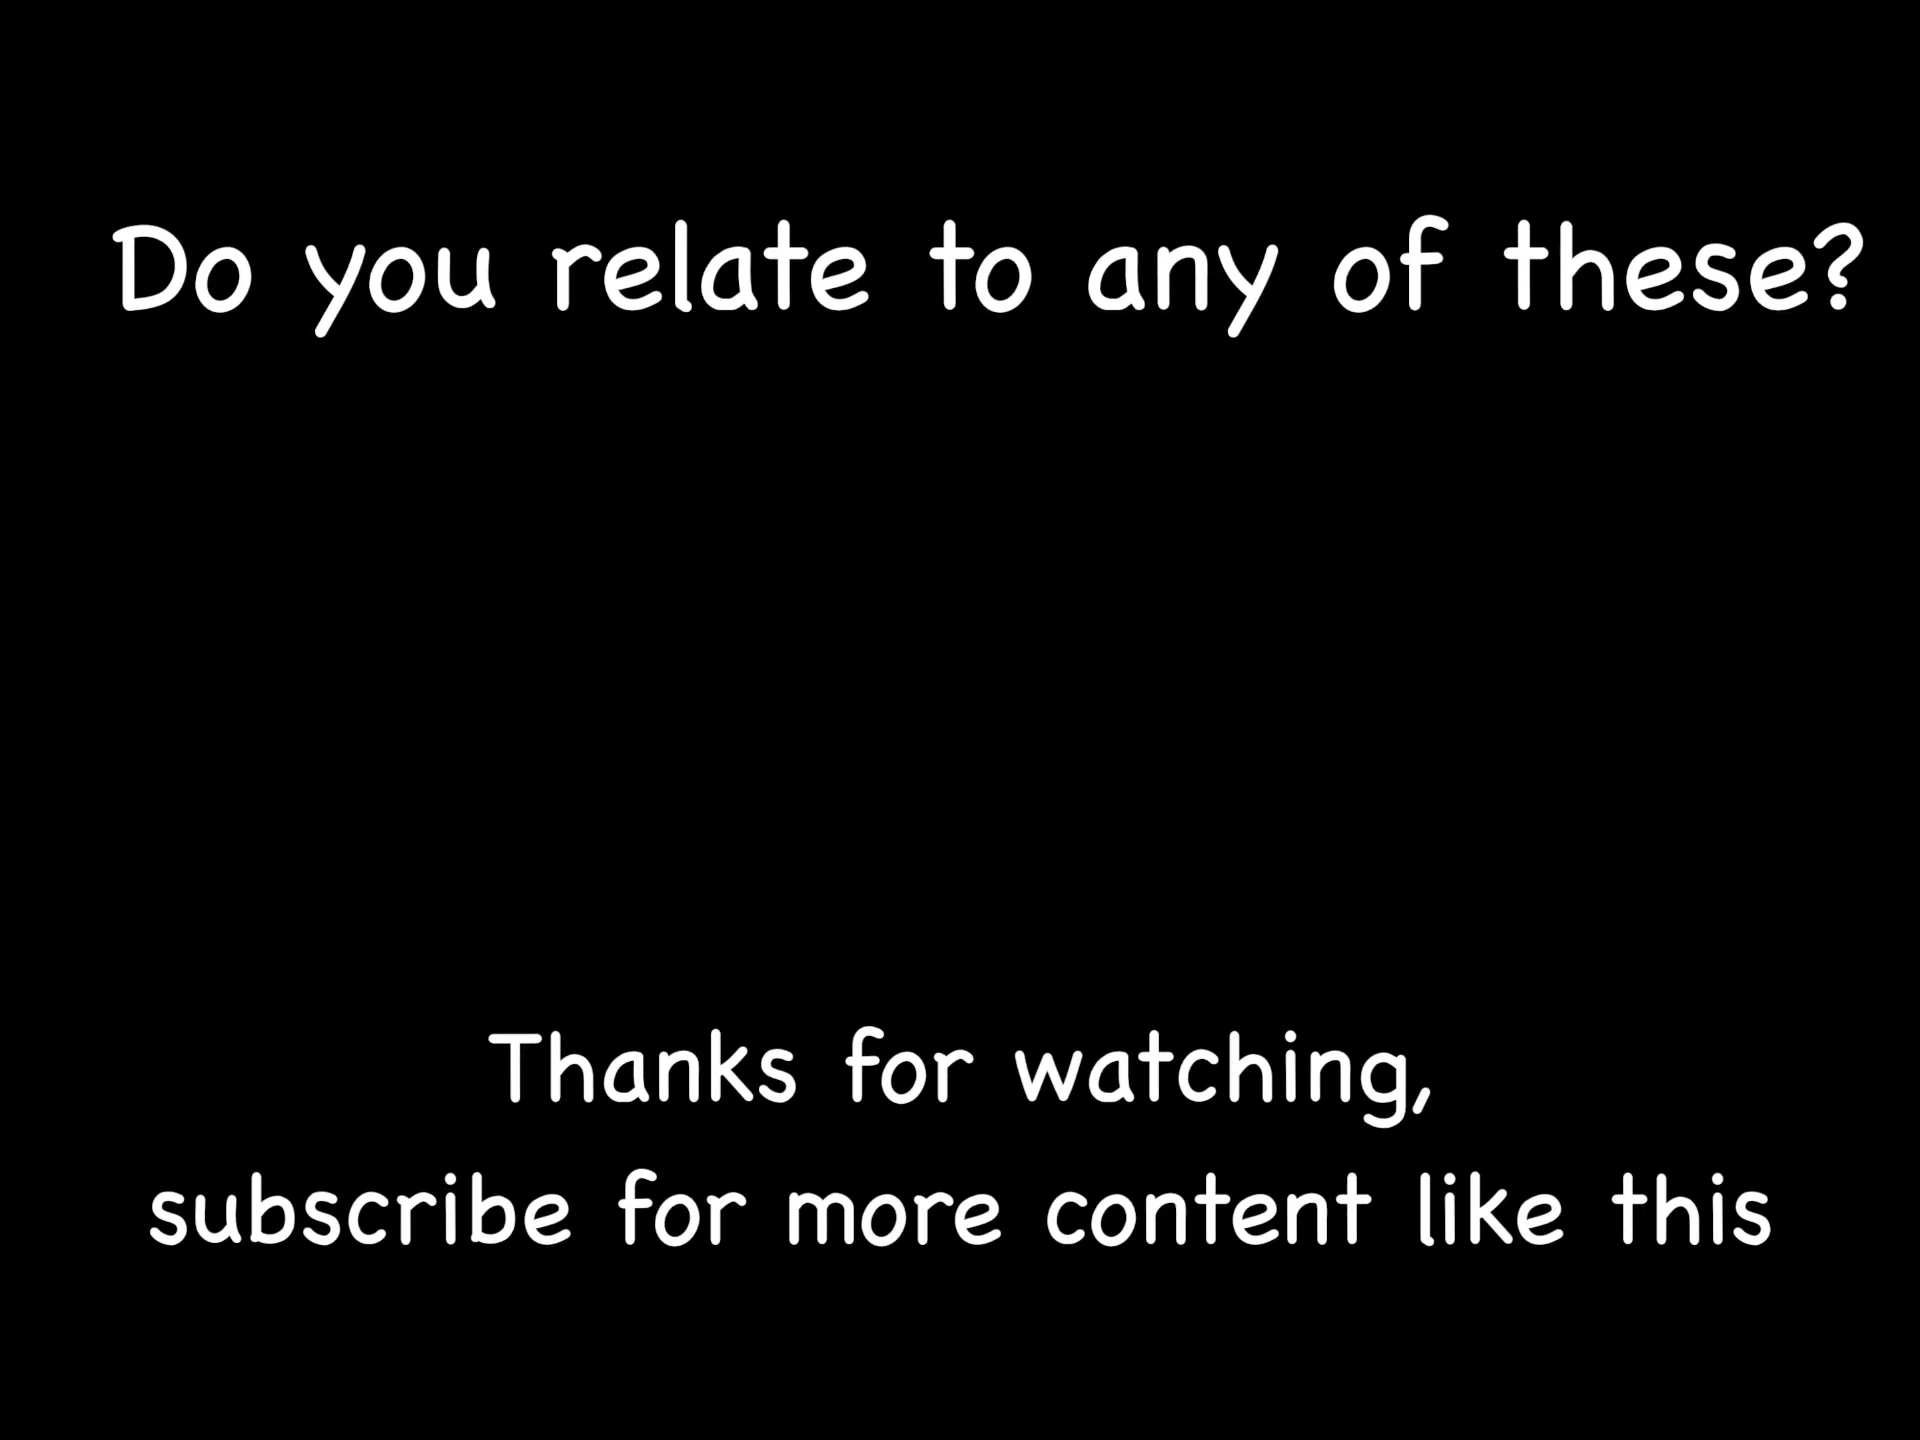 Do you relate to any of these?
Thanks for watching,
subscribe for more content like this